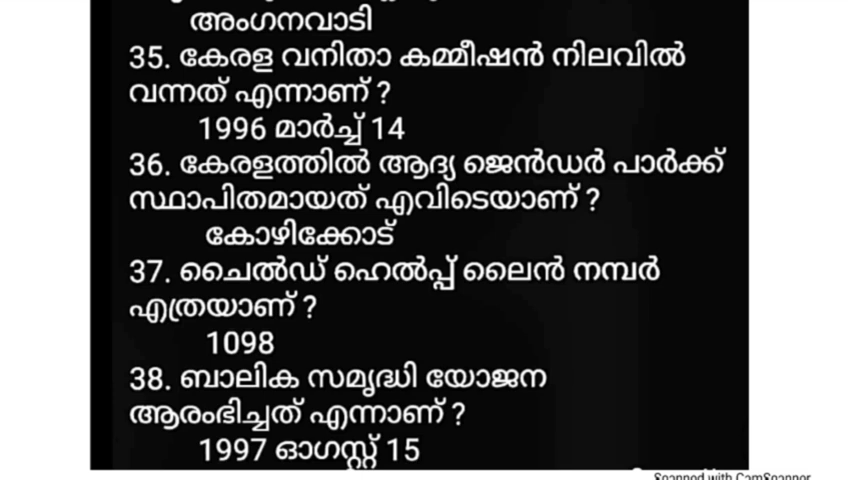 അംഗനവാടി
35. കേരള വനിതാ കമ്മീഷൻ നിലവിൽ
വന്നത് എന്നാണ് ?
1996 മാർച്ച് 14
36. കേരളത്തിൽ ആദ്യ ജെൻഡർ പാർക്ക്
സ്ഥാപിതമായത് എവിടെയാണ് ?
കോഴിക്കോട്
37. ചൈൽഡ് ഹെൽപ്പ് ലൈൻ നമ്പർ
എത്രയാണ് ?
1098
38. ബാലിക സമൃദ്ധി യോജന
ആരംഭിച്ചത് എന്നാണ് ?
1997 ഓഗസ്റ്റ് 15
Scanned with CamScanner